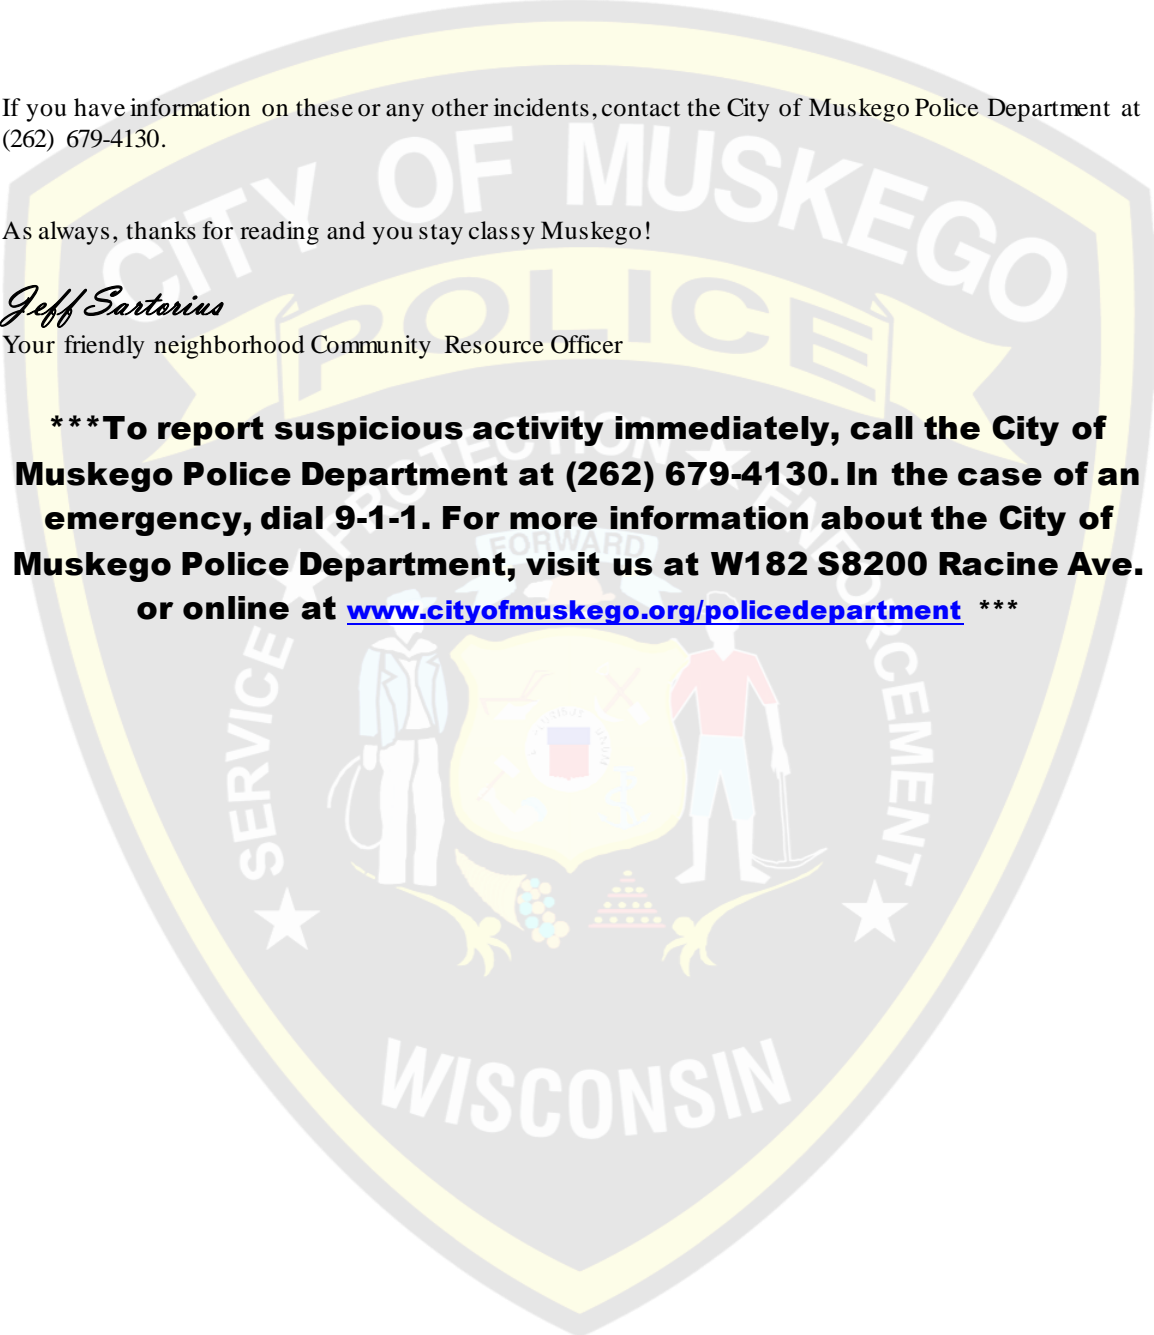 If you have information on these or any other incidents, contact the City of Muskego Police Department at
(262) 679-4130.
As always, thanks for reading and you stay classy Muskego!
Jeff Sartorius
Your friendly neighborhood Community Resource Officer
***To report suspicious activity immediately, call the City of
Muskego Police Department at (262) 679-4130. In the case of an
emergency, dial 9-1-1. For more information about the City of
Muskego Police Department, visit us at W182 S8200 Racine Ave.
or online at www.cityofmuskego.org/policedepartment ***
CITY OF MUSKEGO
POLICE
SERVICE ★ PROTECTION ★ ENFORCEMENT
FORWARD
WISCONSIN